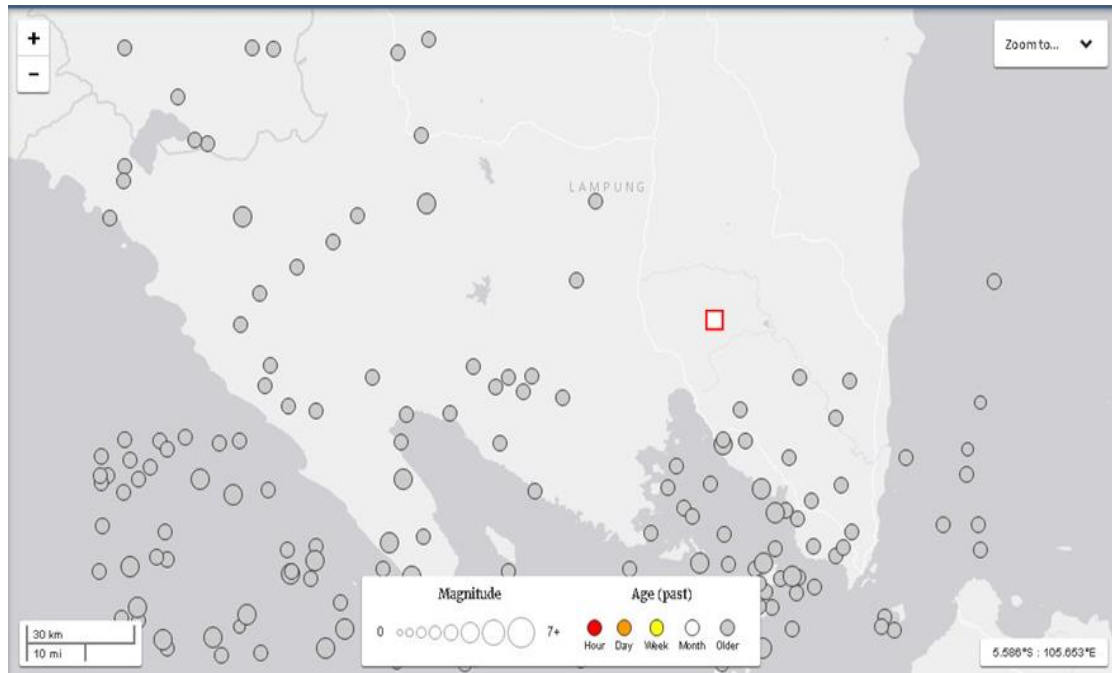 +
Zoom to...
−
LAMPUNG
Magnitude
0
7+
Age (past)
Hour Day Week Month Older
30 km
10 mi
5.586°S : 105.653°E